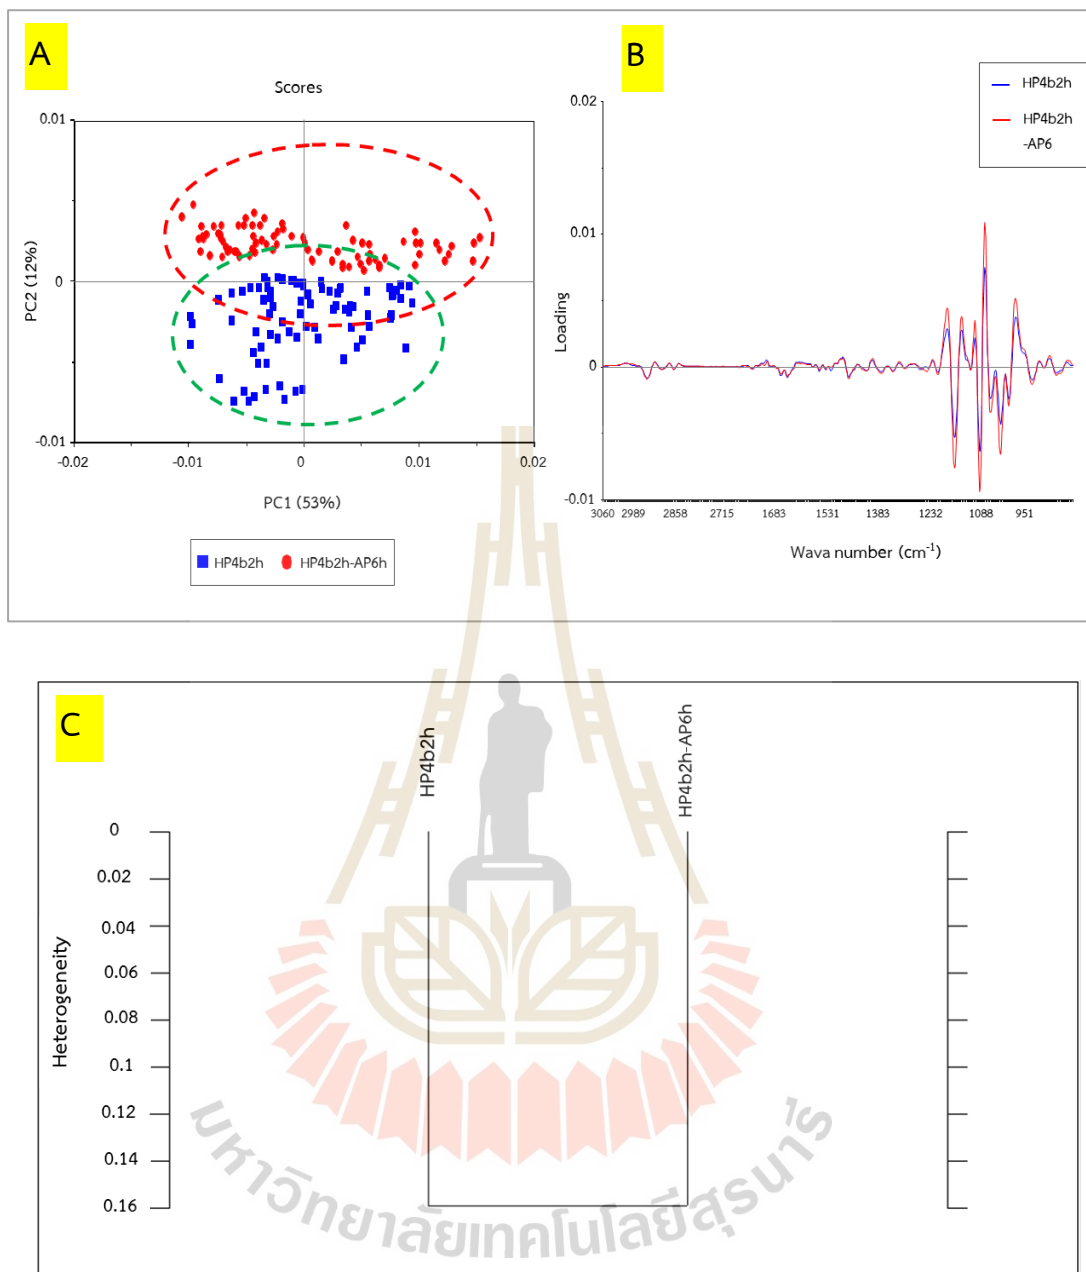 A
Scores
0.01
0
-0.01
PC2 (12%)
-0.02
-0.01
0
0.01
0.02
PC1 (53%)
HP4b2h
HP4b2h-AP6h
B
HP4b2h
HP4b2h
-AP6
0.02
0.01
0
-0.01
Loading
3060 2989 2858 2715 1683 1531 1383 1232 1088 951
Wava number (cm⁻¹)
C
HP4b2h
HP4b2h-AP6h
0
0.02
0.04
0.06
0.08
0.1
0.12
0.14
0.16
Heterogeneity
มหาวิทยาลัยเทคโนโลยีสุรนารี